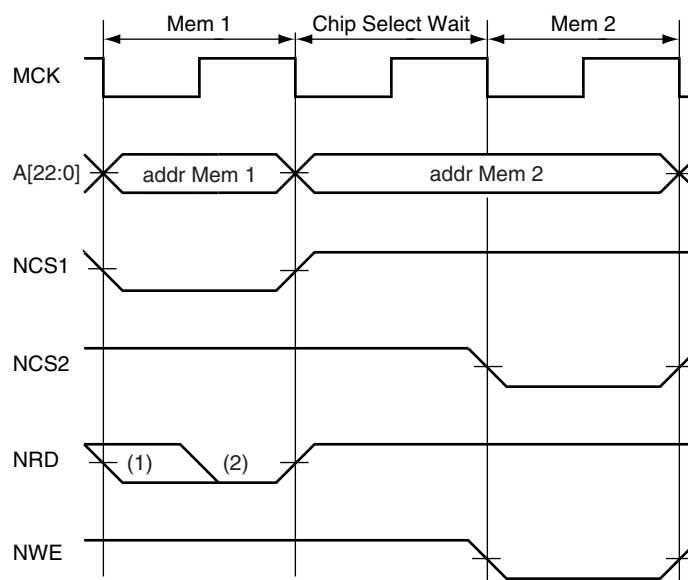 Mem 1 Chip Select Wait Mem 2
MCK
A[22:0] addr Mem 1 addr Mem 2
NCS1
NCS2
NRD (1) (2)
NWE